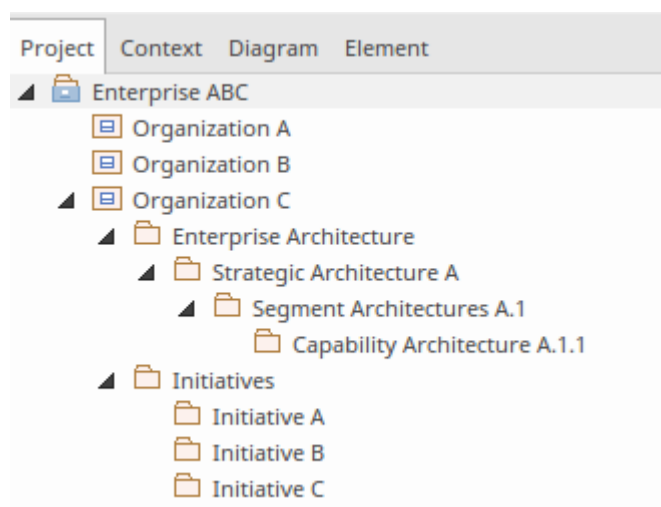 Project Context Diagram Element
Enterprise ABC
Organization A
Organization B
Organization C
Enterprise Architecture
Strategic Architecture A
Segment Architectures A.1
Capability Architecture A.1.1
Initiatives
Initiative A
Initiative B
Initiative C